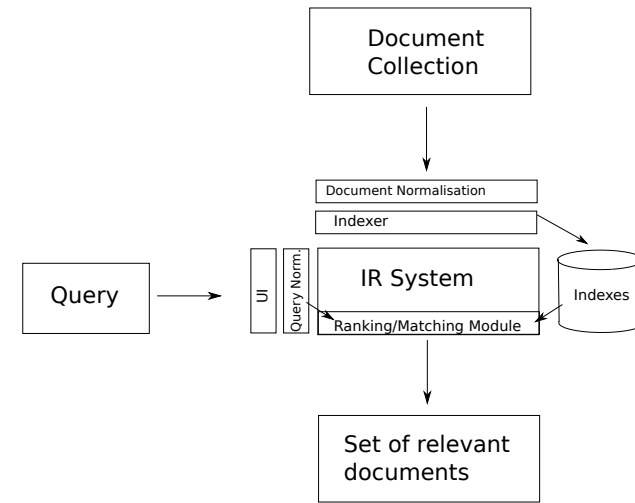 Document
Collection
Document Normalisation
Indexer
UI
Query Norm.
IR System
Query
Indexes
Ranking/Matching Module
Set of relevant
documents